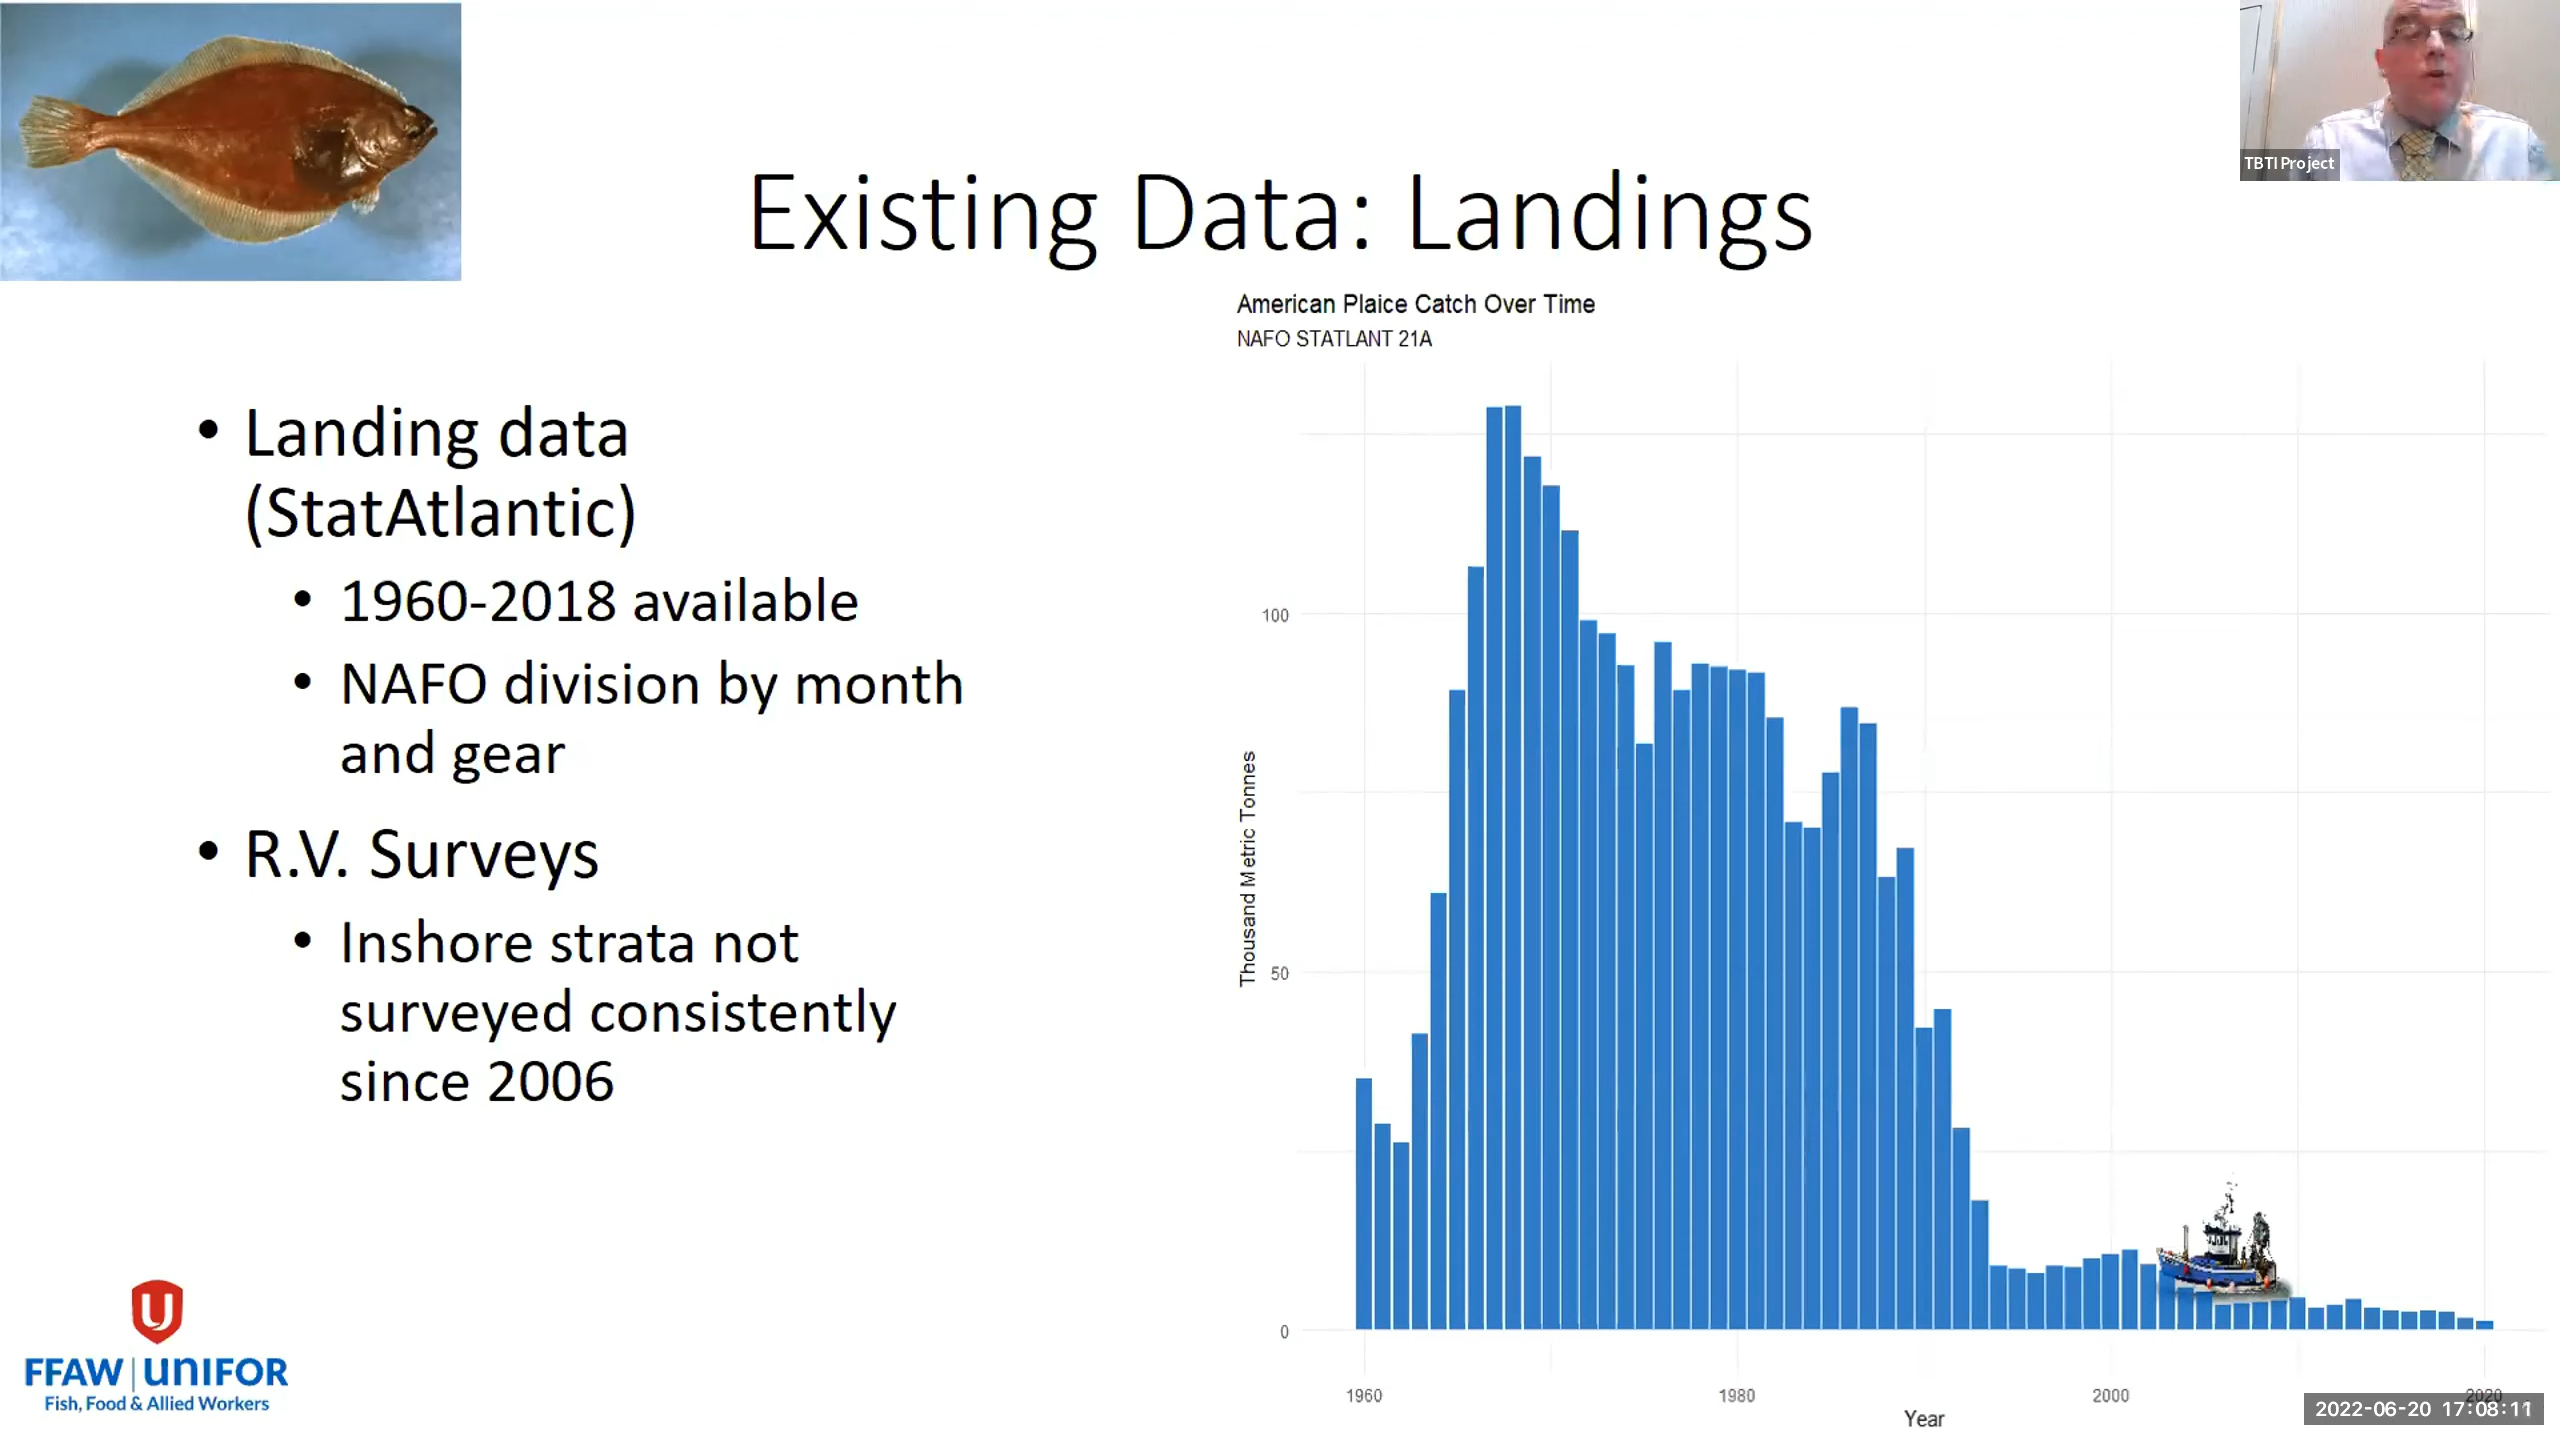 TBTI Project
Existing Data: Landings
• Landing data
(StatAtlantic)
• 1960-2018 available
• NAFO division by month
and gear
• R.V. Surveys
• Inshore strata not
surveyed consistently
since 2006
American Plaice Catch Over Time
NAFO STATLANT 21A
Thousand Metric Tonnes
100
50
0
1960
1980
2000
2020
Year
FFAW | UNIFOR
Fish, Food & Allied Workers
2022-06-20 17:08:11